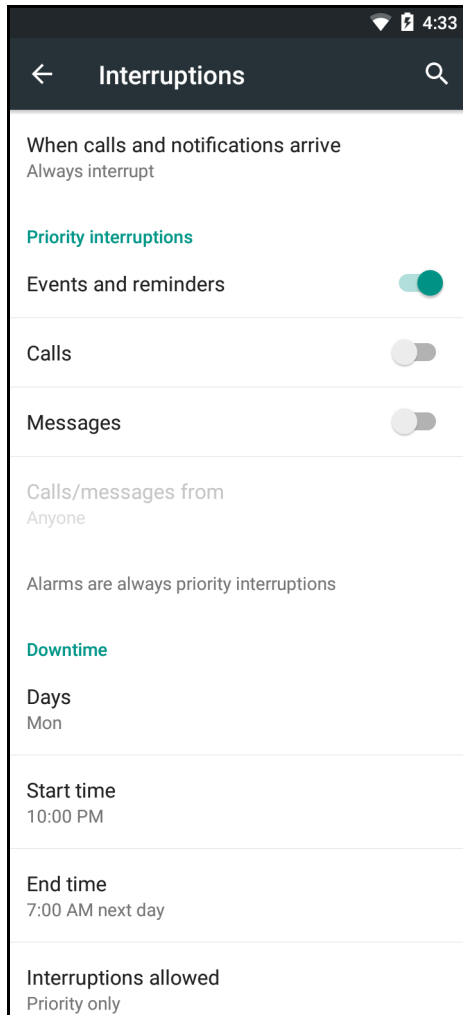 4:33
Interruptions
When calls and notifications arrive
Always interrupt
Priority interruptions
Events and reminders
Calls
Messages
Calls/messages from
Anyone
Alarms are always priority interruptions
Downtime
Days
Mon
Start time
10:00 PM
End time
7:00 AM next day
Interruptions allowed
Priority only